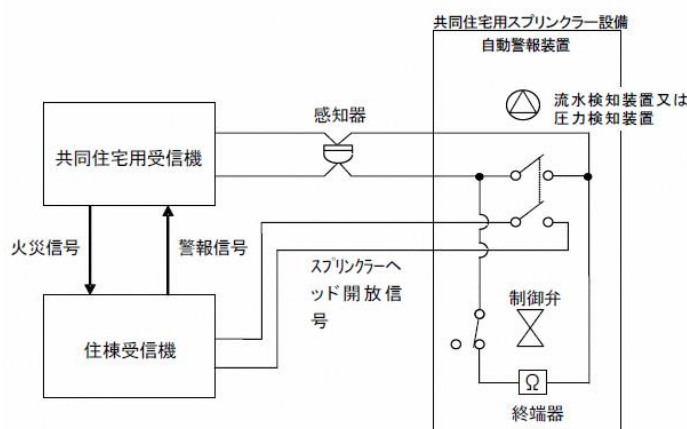 共同住宅用スプリンクラー設備
自動警報装置
流水検知装置又は
圧力検知装置
感知器
共同住宅用受信機
火災信号
警報信号
スプリンクラーヘ
ッド開放信
号
制御弁
住棟受信機
Ω
終端器